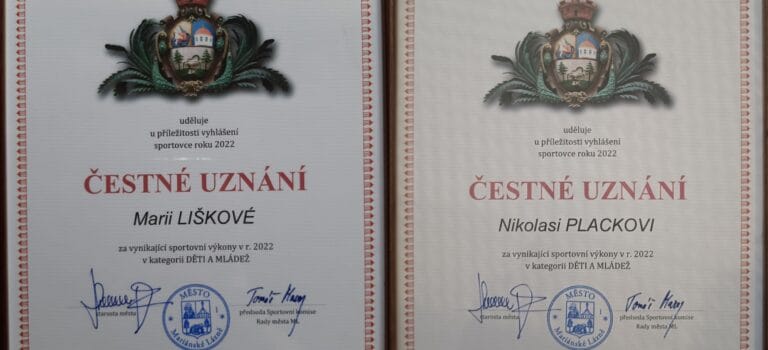 uděluje
u příležitosti vyhlášení
sportovce roku 2022
ČESTNÉ UZNÁNÍ
Marii LIŠKOVÉ
za vynikající sportovní výkony v r. 2022
v kategorii DĚTI A MLÁDEŽ
starosta města
MĚSTO
Mariánské Lázně
předseda Sportovní komise
Rady města ML
uděluje
u příležitosti vyhlášení
sportovce roku 2022
ČESTNÉ UZNÁNÍ
Nikolasi PLACKOVI
za vynikající sportovní výkony v r. 2022
v kategorii DĚTI A MLÁDEŽ
starosta města
MĚSTO
Mariánské Lázně
předseda Sportovní komise
Rady města ML